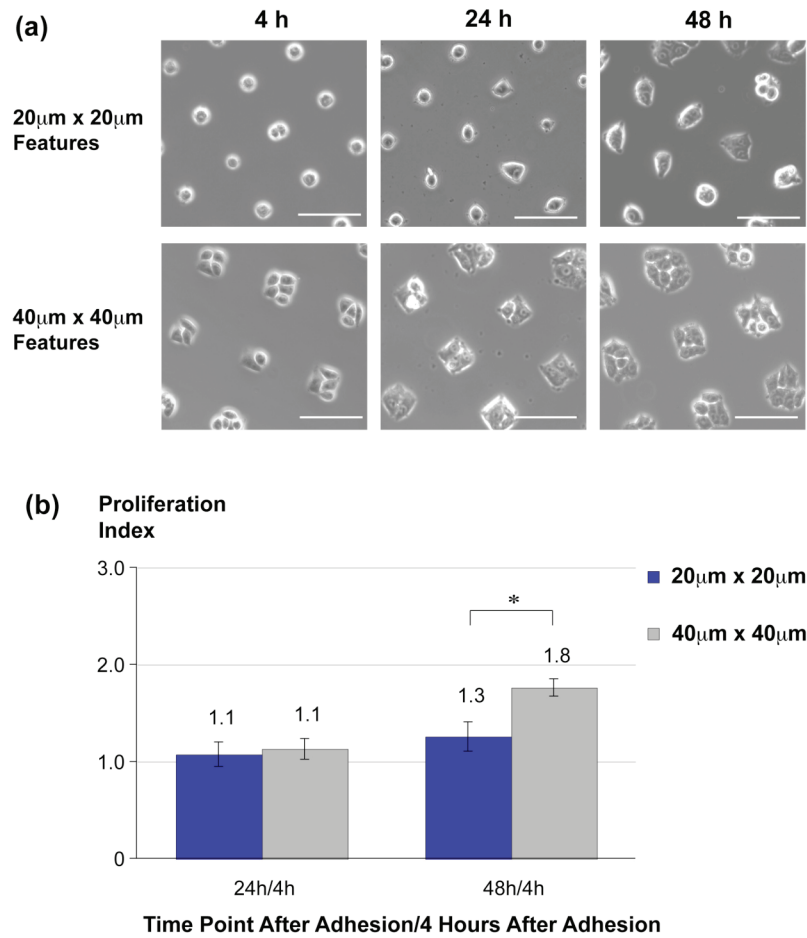 (a)
4 h
24 h
48 h
20μm x 20μm
Features
40μm x 40μm
Features
(b)
Proliferation
Index
3.0
2.0
1.0
0
1.1
1.1
1.3
*
1.8
20μm x 20μm
40μm x 40μm
24h/4h
48h/4h
Time Point After Adhesion/4 Hours After Adhesion